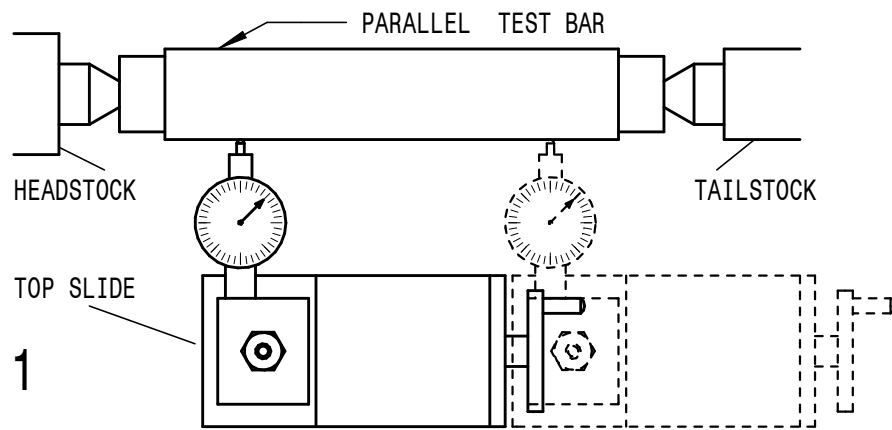 PARALLEL TEST BAR
HEADSTOCK
TAILSTOCK
TOP SLIDE
1